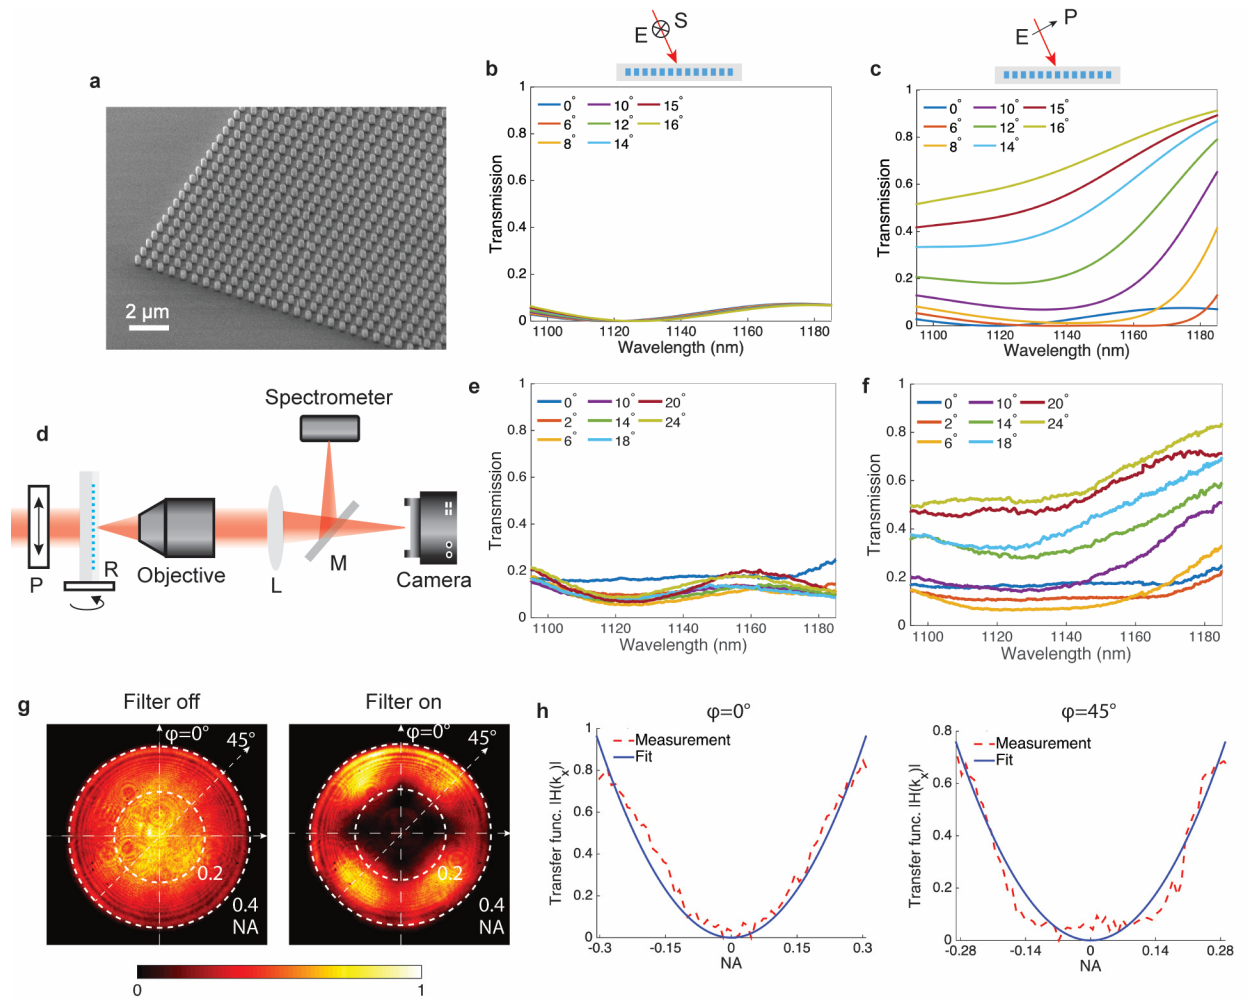 a
2 µm
E
S
b
0°
10°
15°
6°
12°
16°
8°
14°
Transmission
1
0.8
0.6
0.4
0.2
0
1100
1120
1140
1160
1180
Wavelength (nm)
E
P
c
0°
10°
15°
6°
12°
16°
8°
14°
Transmission
1
0.8
0.6
0.4
0.2
0
1100
1120
1140
1160
1180
Wavelength (nm)
d
Spectrometer
P
R
Objective
L
M
Camera
e
0°
10°
20°
2°
14°
24°
6°
18°
Transmission
1
0.8
0.6
0.4
0.2
0
1100
1120
1140
1160
1180
Wavelength (nm)
f
0°
10°
20°
2°
14°
24°
6°
18°
Transmission
1
0.8
0.6
0.4
0.2
0
1100
1120
1140
1160
1180
Wavelength (nm)
g
Filter off
φ=0°
45°
0.2
0.4
NA
Filter on
φ=0°
45°
0.2
0.4
NA
0
1
h
φ=0°
Measurement
Fit
Transfer func. |H(kₓ)|
1
0.8
0.6
0.4
0.2
0
-0.3
-0.15
0
0.15
0.3
NA
φ=45°
Measurement
Fit
Transfer func. |H(kₓ)|
0.8
0.6
0.4
0.2
0
-0.28
-0.14
0
0.14
0.28
NA